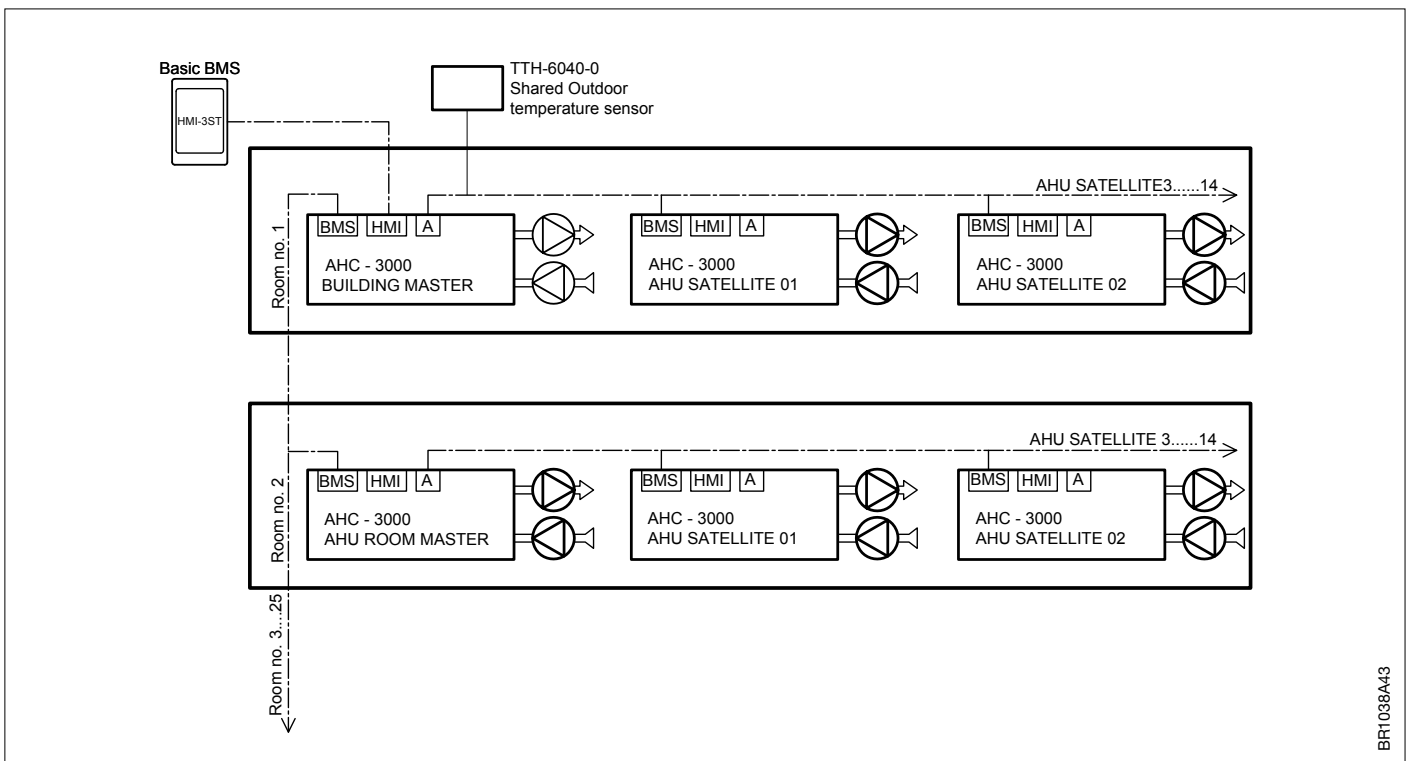 Basic BMS
HMI-3ST
TTH-6040-0
Shared Outdoor
temperature sensor
Room no. 1
AHU SATELLITE3......14
BMS HMI A
AHC - 3000
BUILDING MASTER
BMS HMI A
AHC - 3000
AHU SATELLITE 01
BMS HMI A
AHC - 3000
AHU SATELLITE 02
Room no. 2
AHU SATELLITE 3......14
BMS HMI A
AHC - 3000
AHU ROOM MASTER
BMS HMI A
AHC - 3000
AHU SATELLITE 01
BMS HMI A
AHC - 3000
AHU SATELLITE 02
Room no. 3....25
BR1038A43